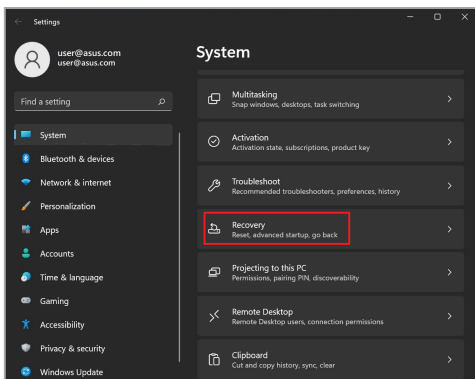 Settings
user@asus.com
user@asus.com
Find a setting
System
Bluetooth & devices
Network & internet
Personalization
Apps
Accounts
Time & language
Gaming
Accessibility
Privacy & security
Windows Update
System
Multitasking
Snap windows, desktops, task switching
Activation
Activation state, subscriptions, product key
Troubleshoot
Recommended troubleshooters, preferences, history
Recovery
Reset, advanced startup, go back
Projecting to this PC
Permissions, pairing PIN, discoverability
Remote Desktop
Remote Desktop users, connection permissions
Clipboard
Cut and copy history, sync, clear